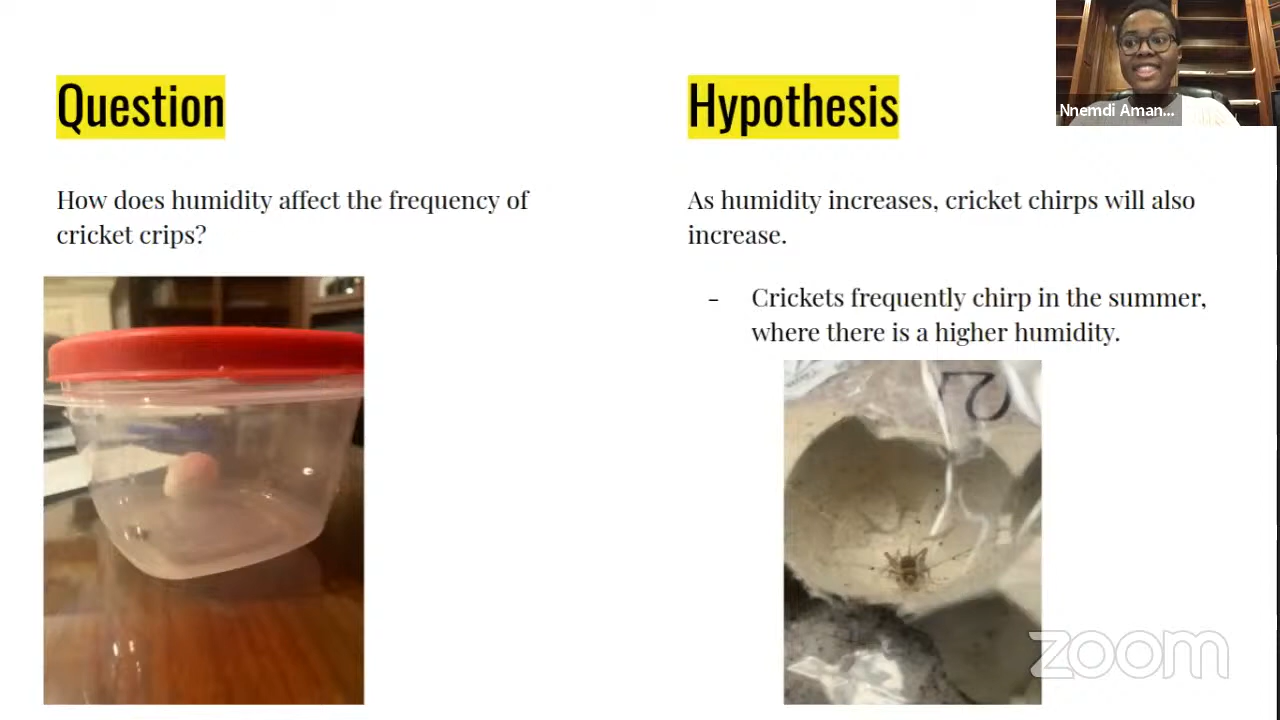 Question
How does humidity affect the frequency of
cricket crips?
Hypothesis
As humidity increases, cricket chirps will also
increase.
- Crickets frequently chirp in the summer,
where there is a higher humidity.
Nnemdi Aman...
zoom